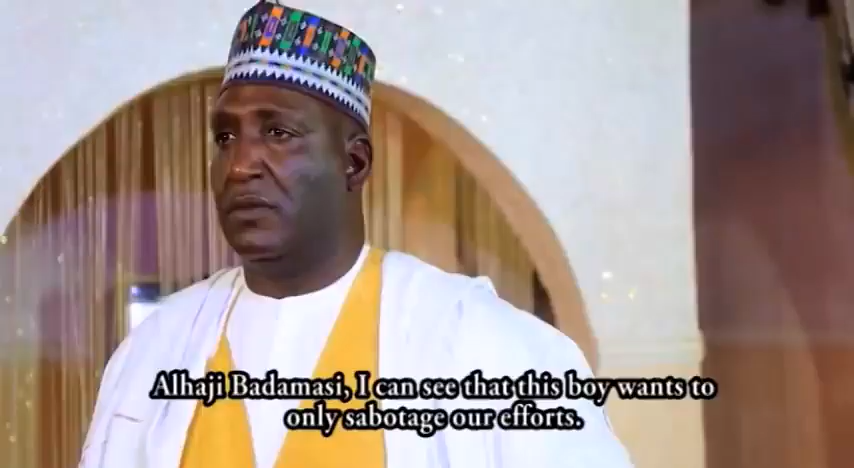 Alhaji Badamasi, I can see that this boy wants to
only sabotage our efforts.